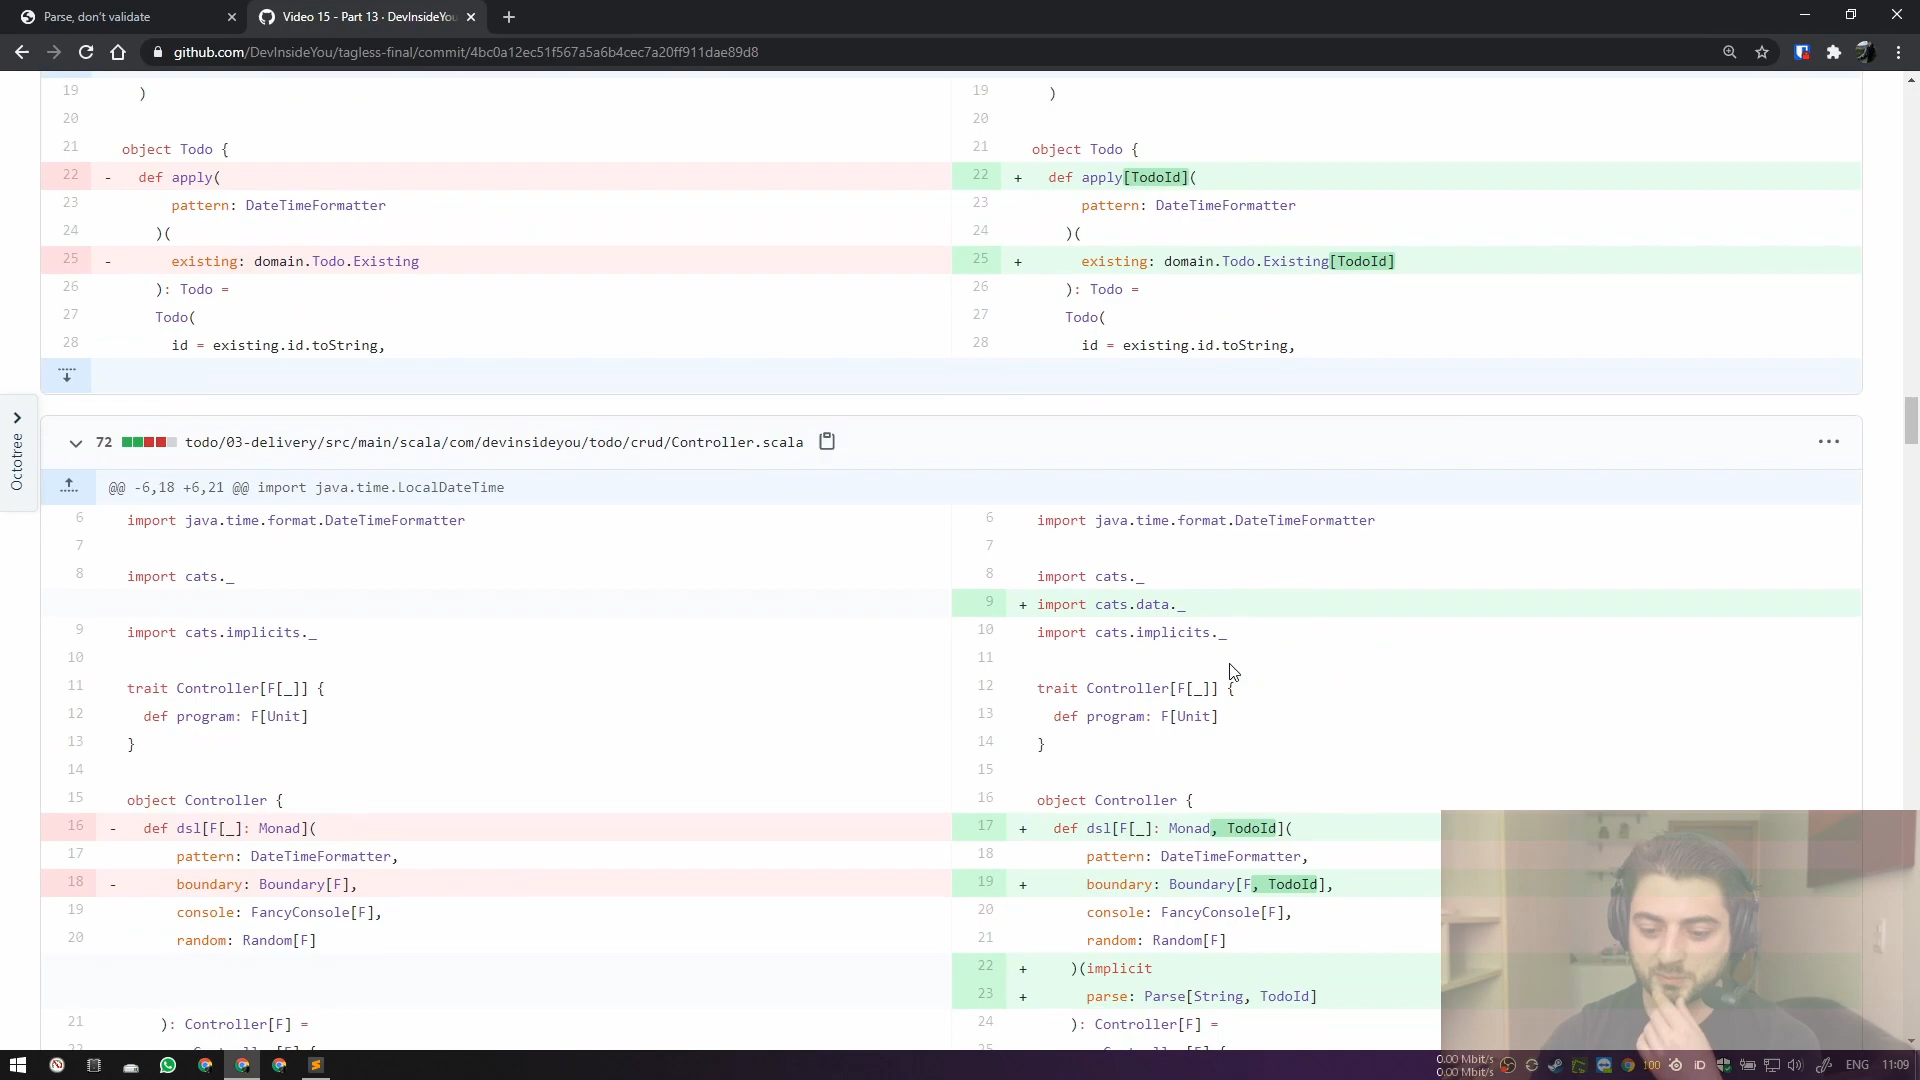 Parse, don't validate
Video 15 - Part 13 · DevInsideYou
github.com/DevInsideYou/tagless-final/commit/4bc0a12ec51f567a5a6b4cec7a20ff911dae89d8
19 )
20
21 object Todo {
22 - def apply(
23 pattern: DateTimeFormatter
24 )(
25 - existing: domain.Todo.Existing
26 ): Todo =
27 Todo(
28 id = existing.id.toString,
19 )
20
21 object Todo {
22 + def apply[TodoId](
23 pattern: DateTimeFormatter
24 )(
25 + existing: domain.Todo.Existing[TodoId]
26 ): Todo =
27 Todo(
28 id = existing.id.toString,
Octotree
72 todo/03-delivery/src/main/scala/com/devinsideyou/todo/crud/Controller.scala
@@ -6,18 +6,21 @@ import java.time.LocalDateTime
6 import java.time.format.DateTimeFormatter
7
8 import cats._
9 import cats.implicits._
10
11 trait Controller[F[_]] {
12 def program: F[Unit]
13 }
14
15 object Controller {
16 - def dsl[F[_]: Monad](
17 pattern: DateTimeFormatter,
18 - boundary: Boundary[F],
19 console: FancyConsole[F],
20 random: Random[F]
21 ): Controller[F] =
6 import java.time.format.DateTimeFormatter
7
8 import cats._
9 + import cats.data._
10 import cats.implicits._
11
12 trait Controller[F[_]] {
13 def program: F[Unit]
14 }
15
16 object Controller {
17 + def dsl[F[_]: Monad, TodoId](
18 pattern: DateTimeFormatter,
19 + boundary: Boundary[F, TodoId],
20 console: FancyConsole[F],
21 random: Random[F]
22 + )(implicit
23 + parse: Parse[String, TodoId]
24 ): Controller[F] =
0.00 Mbit/s
0.00 Mbit/s
100
ENG
11:09